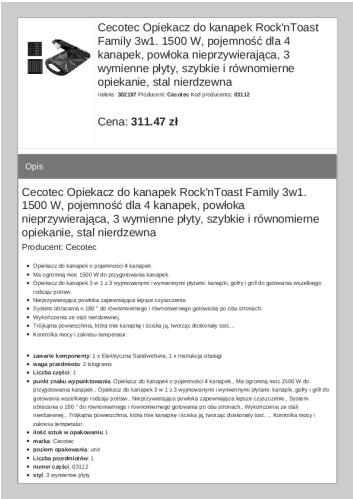 Cecotec Opiekacz do kanapek Rock'nToast
Family 3w1. 1500 W, pojemność dla 4
kanapek, powłoka nieprzywierająca, 3
wymienne płyty, szybkie i równomierne
opiekanie, stal nierdzewna
Indeks: 302197 Producent: Cecotec Kod producenta: 03112
Cena: 311.47 zł
Opis
Cecotec Opiekacz do kanapek Rock'nToast Family 3w1.
1500 W, pojemność dla 4 kanapek, powłoka
nieprzywierająca, 3 wymienne płyty, szybkie i równomierne
opiekanie, stal nierdzewna
Producent: Cecotec
Opiekacz do kanapek o pojemności 4 kanapek.
Ma ogromną moc 1500 W do przygotowania kanapek.
Opiekacz do kanapek 3 w 1 z 3 wyjmowanymi i wymiennymi płytami: kanapki, gofry i grill do gotowania wszelkiego
rodzaju potraw.
Nieprzywierająca powłoka zapewniająca lepsze czyszczenie.
System obracania o 180 ° do równomiernego i równomiernego gotowania po obu stronach.
Wykończenia ze stali nierdzewnej.
Trójkątna powierzchnia, która tnie kanapkę i ściska ją, tworząc doskonały tost....
Kontrolka mocy i zakresu temperatur.
zawarte komponenty: 1 x Elektryczna Sandwichera; 1 x Instrukcja obsługi
waga przedmiotu: 2 kilograms
Liczba części: 1
punkt znaku wypunktowania: Opiekacz do kanapek o pojemności 4 kanapek., Ma ogromną moc 1500 W do
przygotowania kanapek., Opiekacz do kanapek 3 w 1 z 3 wyjmowanymi i wymiennymi płytami: kanapki, gofry i grill do
gotowania wszelkiego rodzaju potraw., Nieprzywierająca powłoka zapewniająca lepsze czyszczenie., System
obracania o 180 ° do równomiernego i równomiernego gotowania po obu stronach., Wykończenia ze stali
nierdzewnej., Trójkątna powierzchnia, która tnie kanapkę i ściska ją, tworząc doskonały tost...., Kontrolka mocy i
zakresu temperatur.
ilość sztuk w opakowaniu 1
marka: Cecotec
poziom opakowania: unit
Liczba przedmiotów: 1
numer części: 03112
styl: 3 wymienne płyty